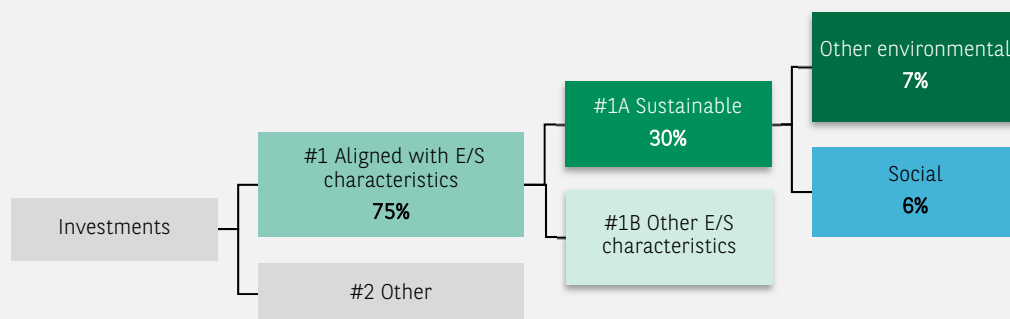 Investments
#1 Aligned with E/S
characteristics
75%
#2 Other
#1A Sustainable
30%
#1B Other E/S
characteristics
Other environmental
7%
Social
6%